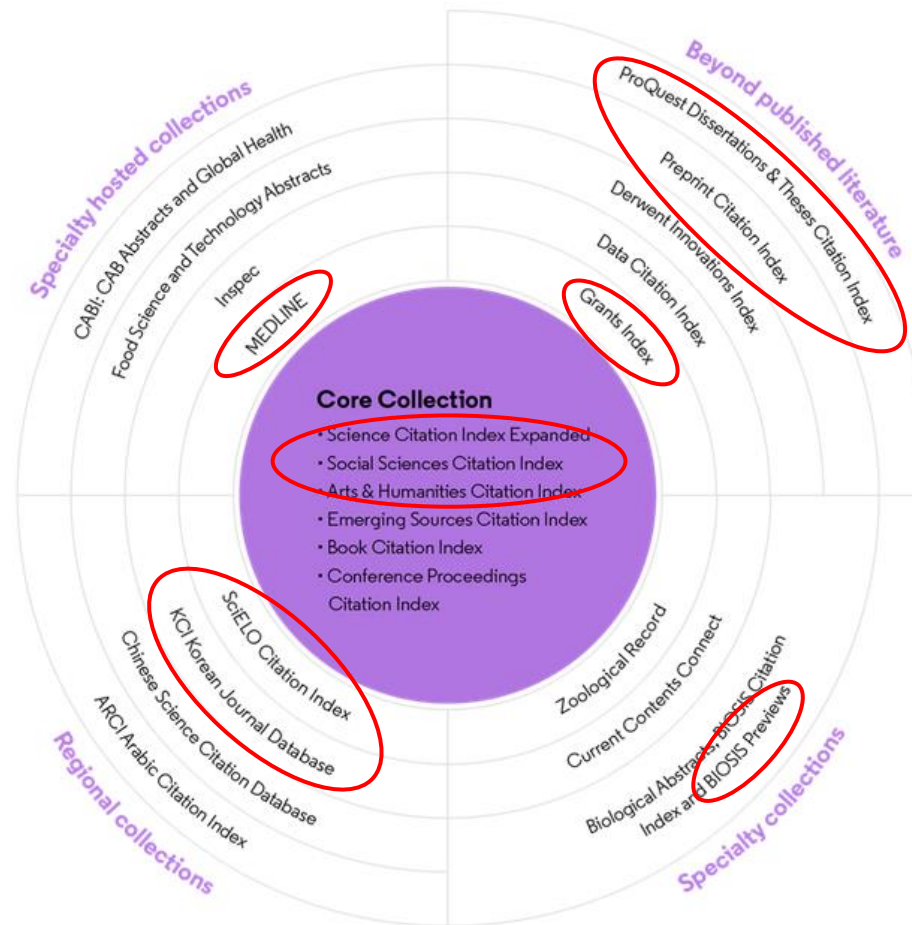 Specialty hosted collections
CABI: CAB Abstracts and Global Health
Food Science and Technology Abstracts
Inspec
MEDLINE
Beyond published literature
ProQuest Dissertations & Theses Citation Index
Preprint Citation Index
Derwent Innovations Index
Data Citation Index
Grants Index
Core Collection
• Science Citation Index Expanded
• Social Sciences Citation Index
• Arts & Humanities Citation Index
• Emerging Sources Citation Index
• Book Citation Index
• Conference Proceedings
Citation Index
SciELO Citation Index
KCI Korean Journal Database
Chinese Science Citation Database
ARCI Arabic Citation Index
Regional collections
Zoological Record
Current Contents Connect
Biological Abstracts, BIOSIS Citation
Index and BIOSIS Previews
Specialty collections